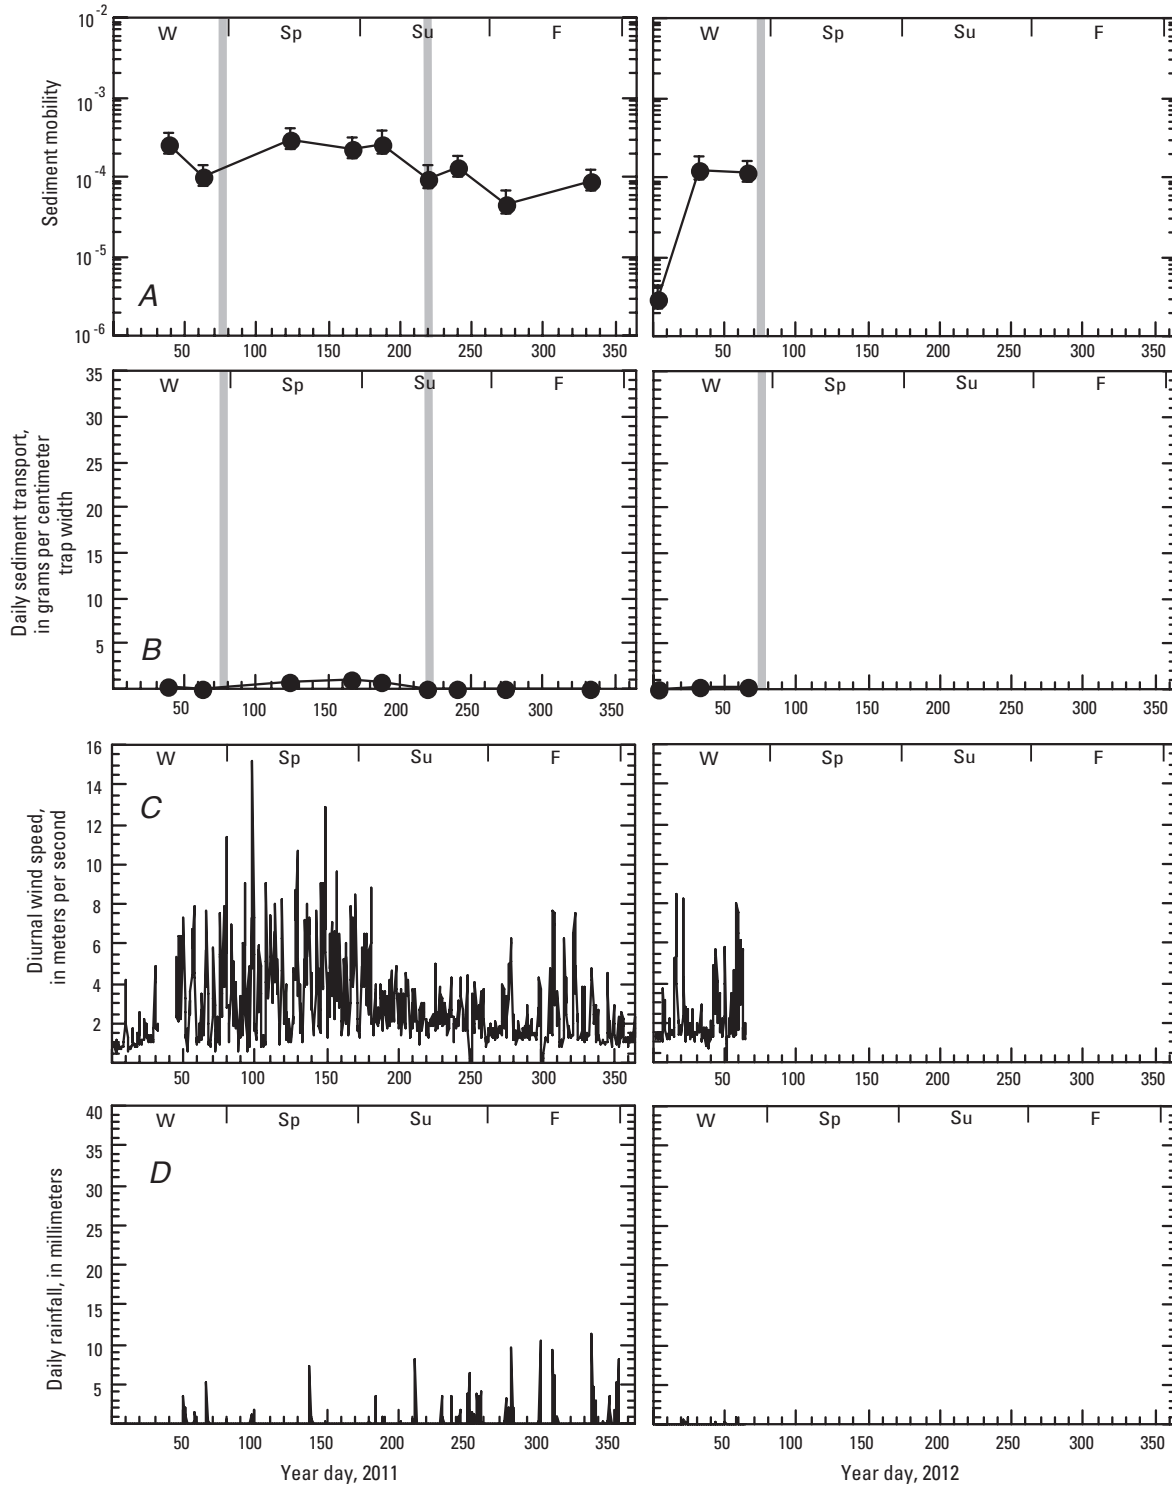 10-2
10-3
10-4
10-5
10-6
Sediment mobility
W Sp Su F
W Sp Su F
A
50 100 150 200 250 300 350
50 100 150 200 250 300 350
35
30
25
20
15
10
5
Daily sediment transport,
in grams per centimeter
trap width
W Sp Su F
W Sp Su F
B
50 100 150 200 250 300 350
50 100 150 200 250 300 350
16
14
12
10
8
6
4
2
Diurnal wind speed,
in meters per second
W Sp Su F
W Sp Su F
C
50 100 150 200 250 300 350
50 100 150 200 250 300 350
40
35
30
25
20
15
10
5
Daily rainfall, in millimeters
W Sp Su F
W Sp Su F
D
50 100 150 200 250 300 350
50 100 150 200 250 300 350
Year day, 2011
Year day, 2012